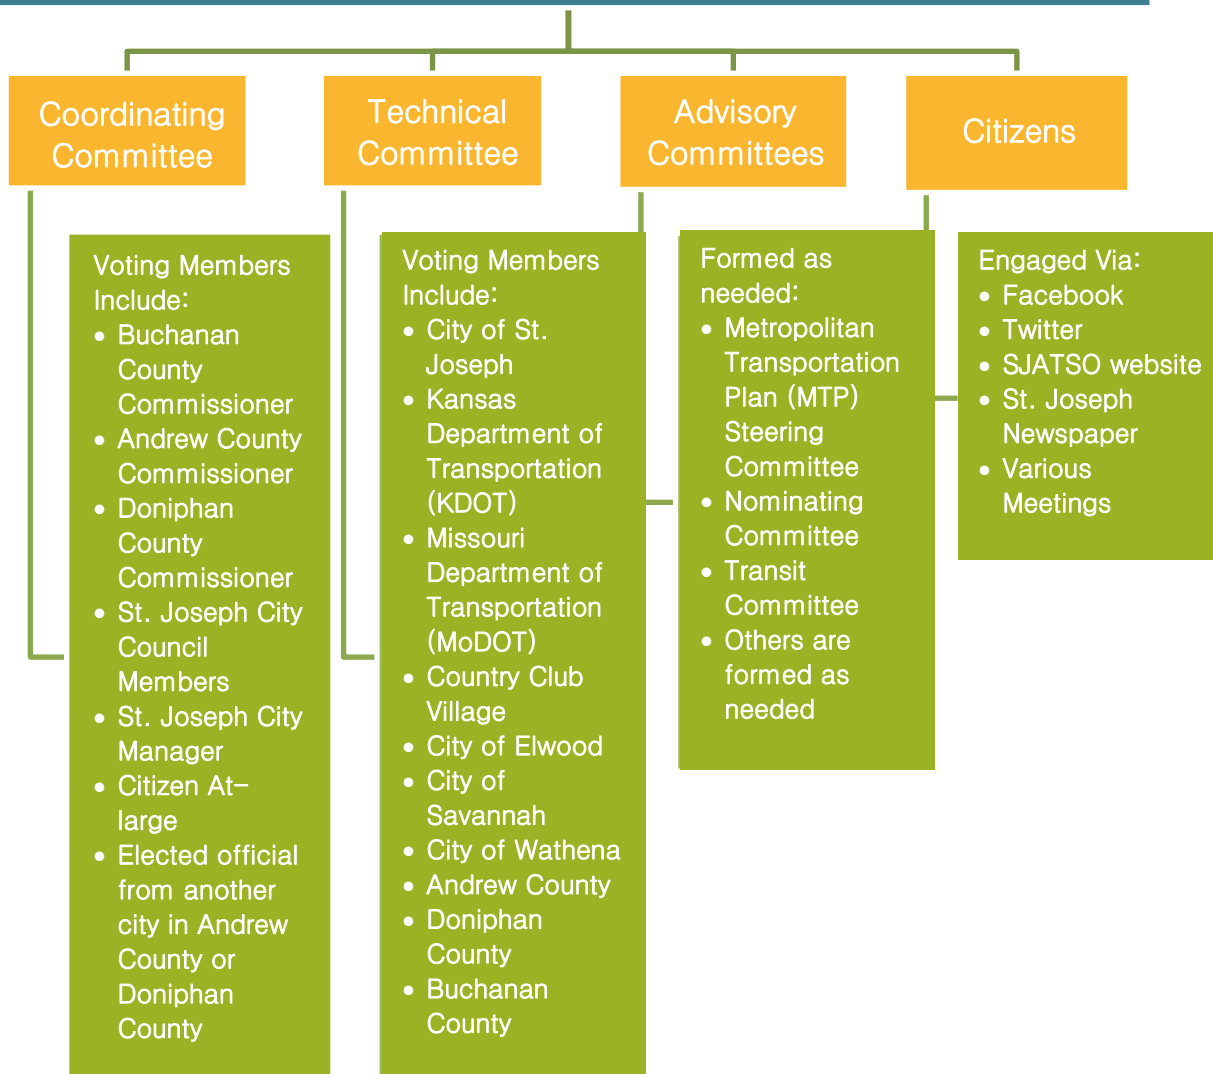 Coordinating
Committee
Technical
Committee
Advisory
Committees
Citizens
Voting Members
Include:
• Buchanan
County
Commissioner
• Andrew County
Commissioner
• Doniphan
County
Commissioner
• St. Joseph City
Council
Members
• St. Joseph City
Manager
• Citizen At-
large
• Elected official
from another
city in Andrew
County or
Doniphan
County
Voting Members
Include:
• City of St.
Joseph
• Kansas
Department of
Transportation
(KDOT)
• Missouri
Department of
Transportation
(MoDOT)
• Country Club
Village
• City of Elwood
• City of
Savannah
• City of Wathena
• Andrew County
• Doniphan
County
• Buchanan
County
Formed as
needed:
• Metropolitan
Transportation
Plan (MTP)
Steering
Committee
• Nominating
Committee
• Transit
Committee
• Others are
formed as
needed
Engaged Via:
• Facebook
• Twitter
• SJATSO website
• St. Joseph
Newspaper
• Various
Meetings